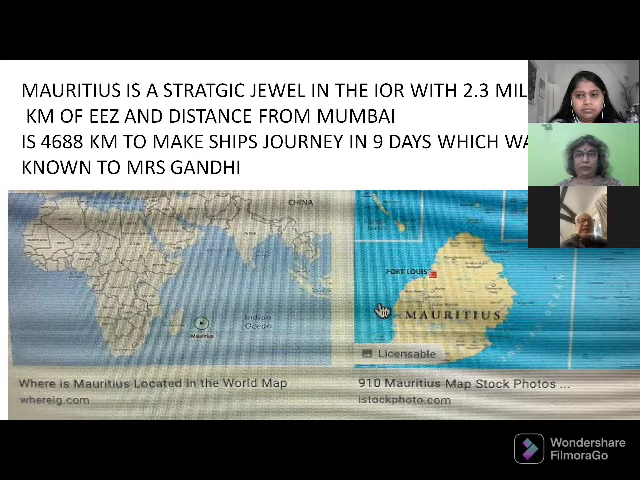 MAURITIUS IS A STRATGIC JEWEL IN THE IOR WITH 2.3 MIL
KM OF EEZ AND DISTANCE FROM MUMBAI
IS 4688 KM TO MAKE SHIPS JOURNEY IN 9 DAYS WHICH WA
KNOWN TO MRS GANDHI
CHINA
Indian
Ocean
Mauritius
PORT LOUIS
MAURITIUS
Licensable
Where is Mauritius Located in the World Map
whereig.com
910 Mauritius Map Stock Photos ...
istockphoto.com
Wondershare
FilmoraGo